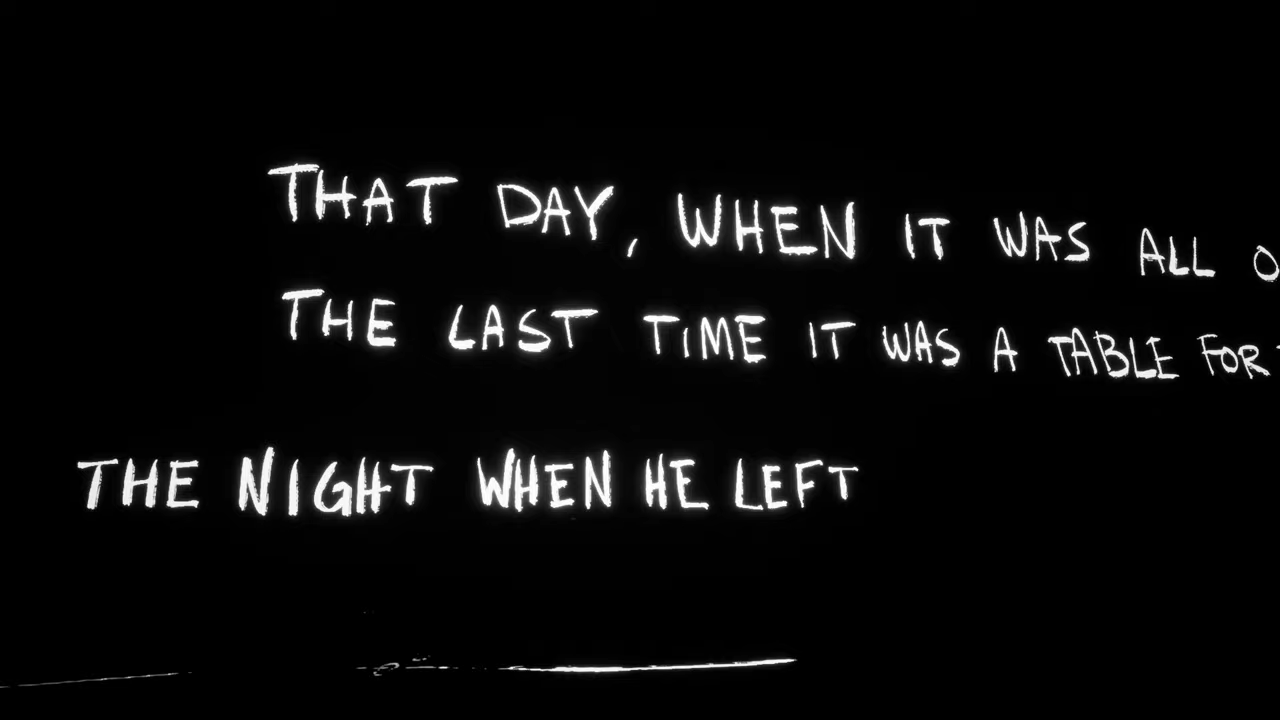 THAT DAY, WHEN IT WAS ALL
THE LAST TIME IT WAS A TABLE FOR
THE NIGHT WHEN HE LEFT